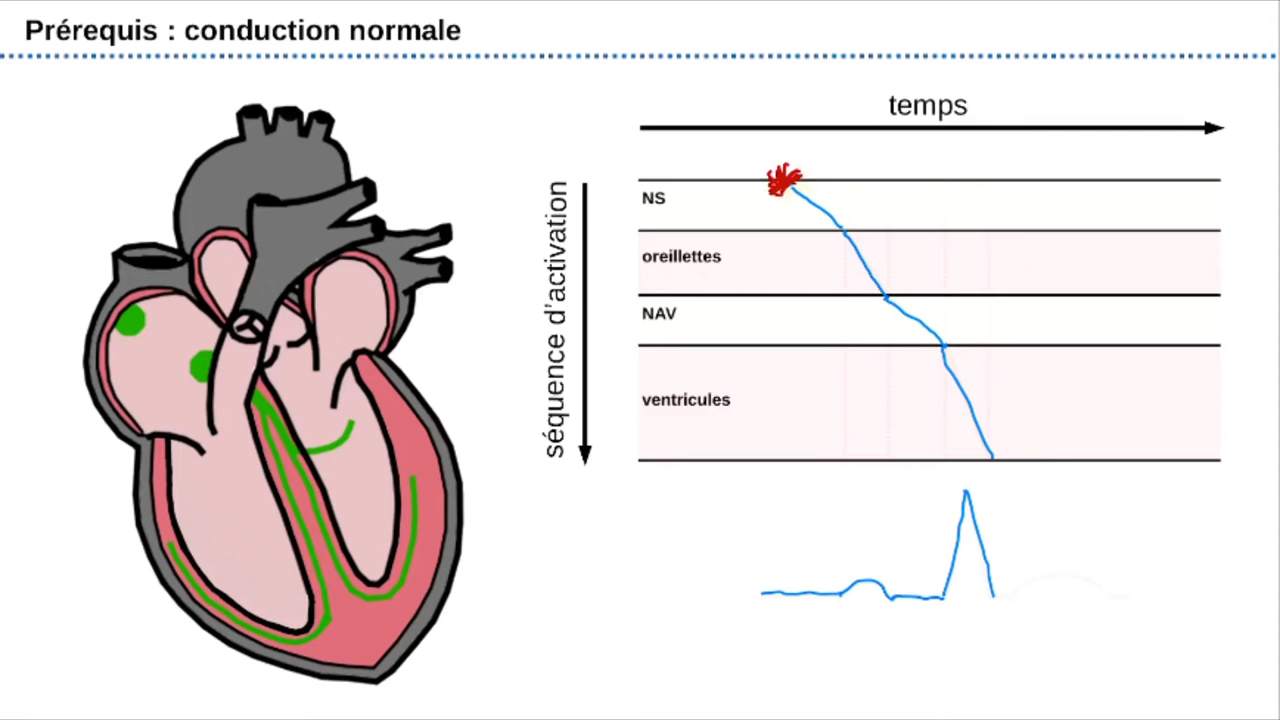 Prérequis : conduction normale
temps
séquence d'activation
NS
oreillettes
NAV
ventricules